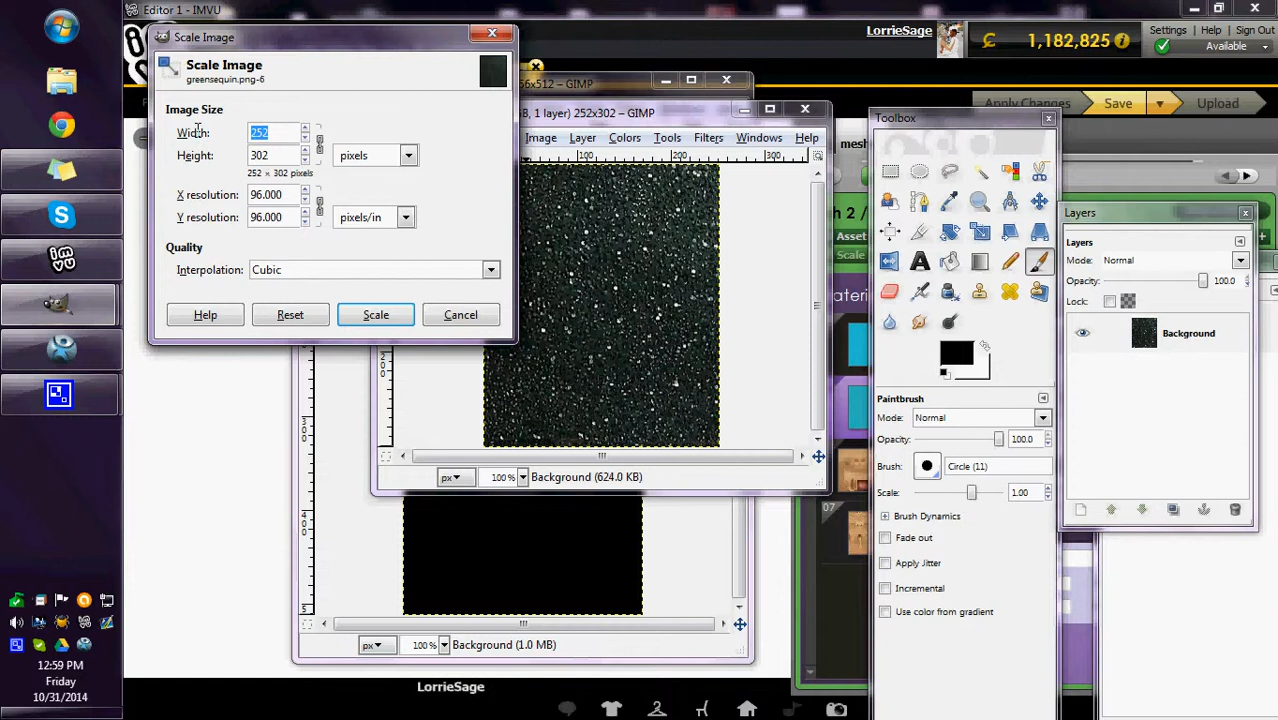 Editor 1 - IMVU
Scale Image
LorrieSage
Settings | Help | Sign Out
1,182,825
Available
Scale Image
greensequin.png-6
56x512 – GIMP
Apply Changes
Save
Upload
Image Size
, 1 layer) 252x302 – GIMP
Toolbox
Width:
252
Image
Layer
Colors
Tools
Filters
Windows
Help
mesh
Height:
302
pixels
100
200
300
252 × 302 pixels
X resolution:
96.000
Y resolution:
96.000
pixels/in
Layers
h 2 /
Asset
Layers
Scale
Quality
Mode:
Normal
Interpolation:
Cubic
Opacity:
100.0
Lock:
Help
Reset
Scale
Cancel
Background
Paintbrush
Mode:
Normal
Opacity:
100.0
Brush:
Circle (11)
px
100 %
Background (624.0 KB)
Scale:
1.00
07
Brush Dynamics
Fade out
Apply Jitter
Incremental
Use color from gradient
px
100 %
Background (1.0 MB)
12:59 PM
Friday
10/31/2014
LorrieSage